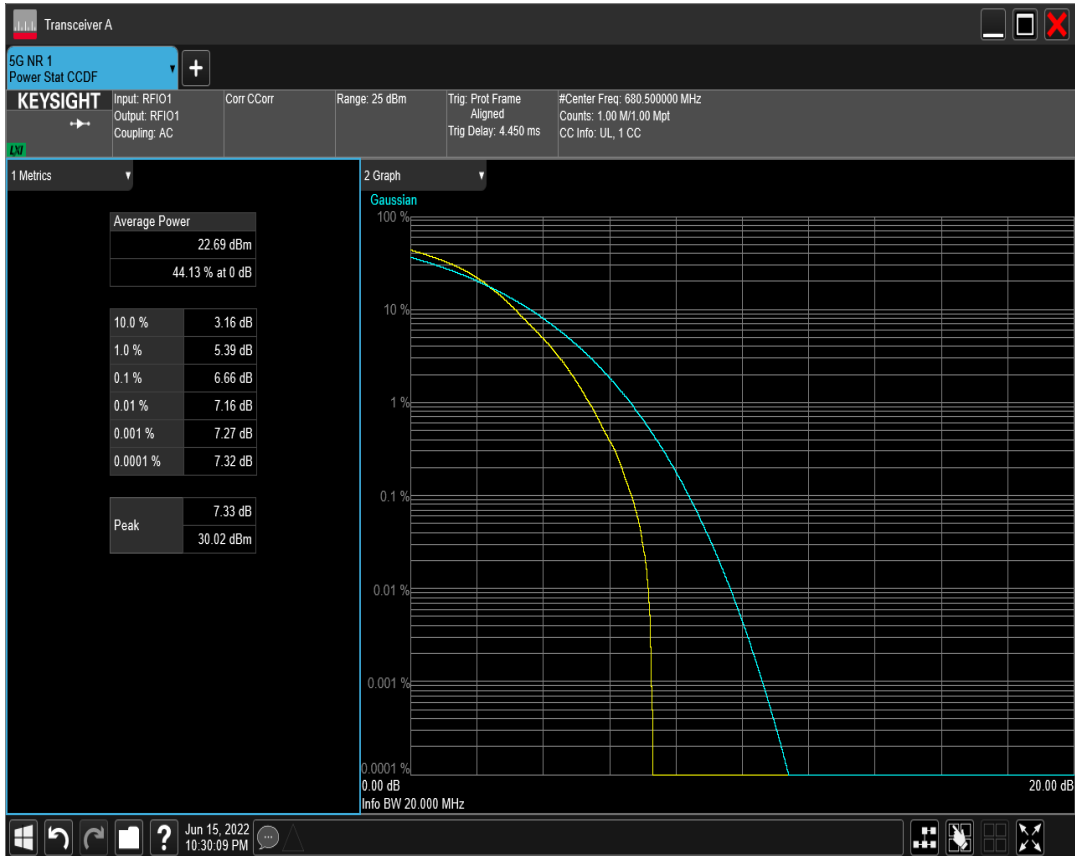 Transceiver A
5G NR 1
Power Stat CCDF
KEYSIGHT
LXI
Input: RFIO1
Output: RFIO1
Coupling: AC
Corr CCorr
Range: 25 dBm
Trig: Prot Frame
Aligned
Trig Delay: 4.450 ms
#Center Freq: 680.500000 MHz
Counts: 1.00 M/1.00 Mpt
CC Info: UL, 1 CC
1 Metrics
Average Power
22.69 dBm
44.13 % at 0 dB
10.0 % 3.16 dB
1.0 % 5.39 dB
0.1 % 6.66 dB
0.01 % 7.16 dB
0.001 % 7.27 dB
0.0001 % 7.32 dB
Peak
7.33 dB
30.02 dBm
2 Graph
Gaussian
100 %
10 %
1 %
0.1 %
0.01 %
0.001 %
0.0001 %
0.00 dB 20.00 dB
Info BW 20.000 MHz
?
Jun 15, 2022
10:30:09 PM